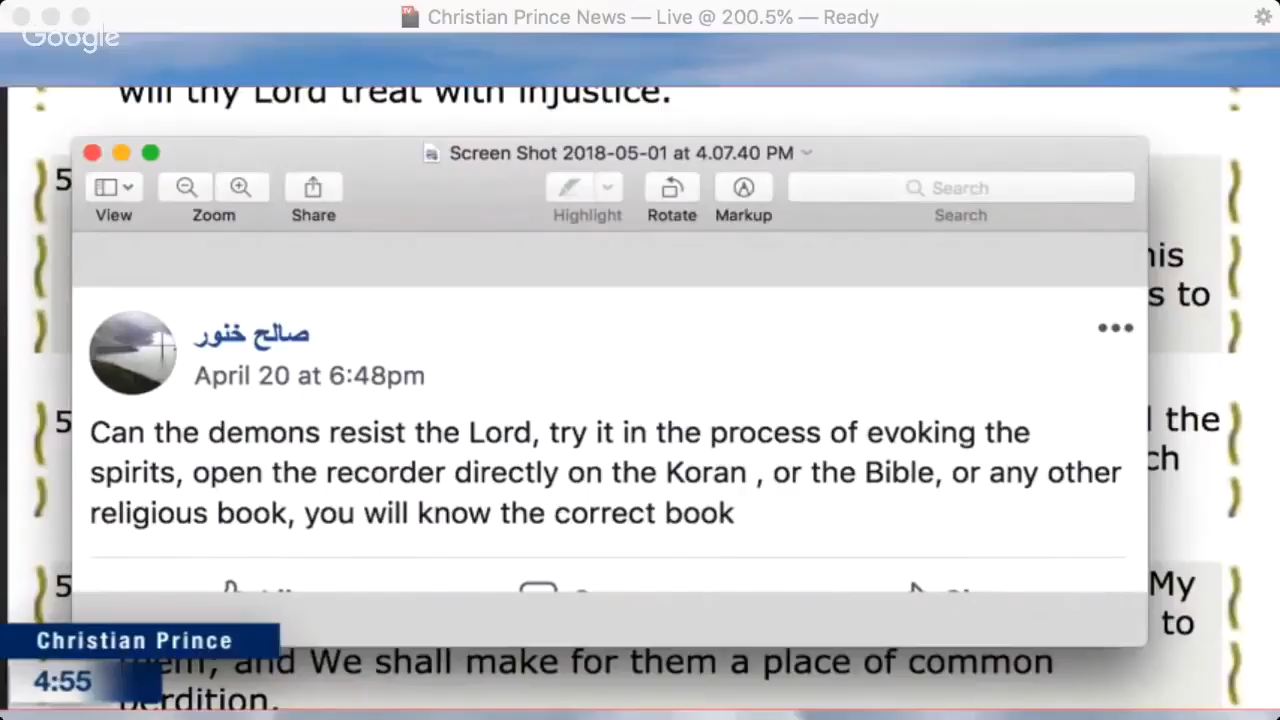 Christian Prince News — Live @ 200.5% — Ready
Google
will thy Lord treat with injustice.
Screen Shot 2018-05-01 at 4.07.40 PM
View
Zoom
Share
Highlight
Rotate
Markup
Search
Search
5
his
s to
صالح خنور
April 20 at 6:48pm
Can the demons resist the Lord, try it in the process of evoking the
spirits, open the recorder directly on the Koran , or the Bible, or any other
religious book, you will know the correct book
5
the
ch
5
My
to
Christian Prince
4:55
them; and We shall make for them a place of common
perdition.